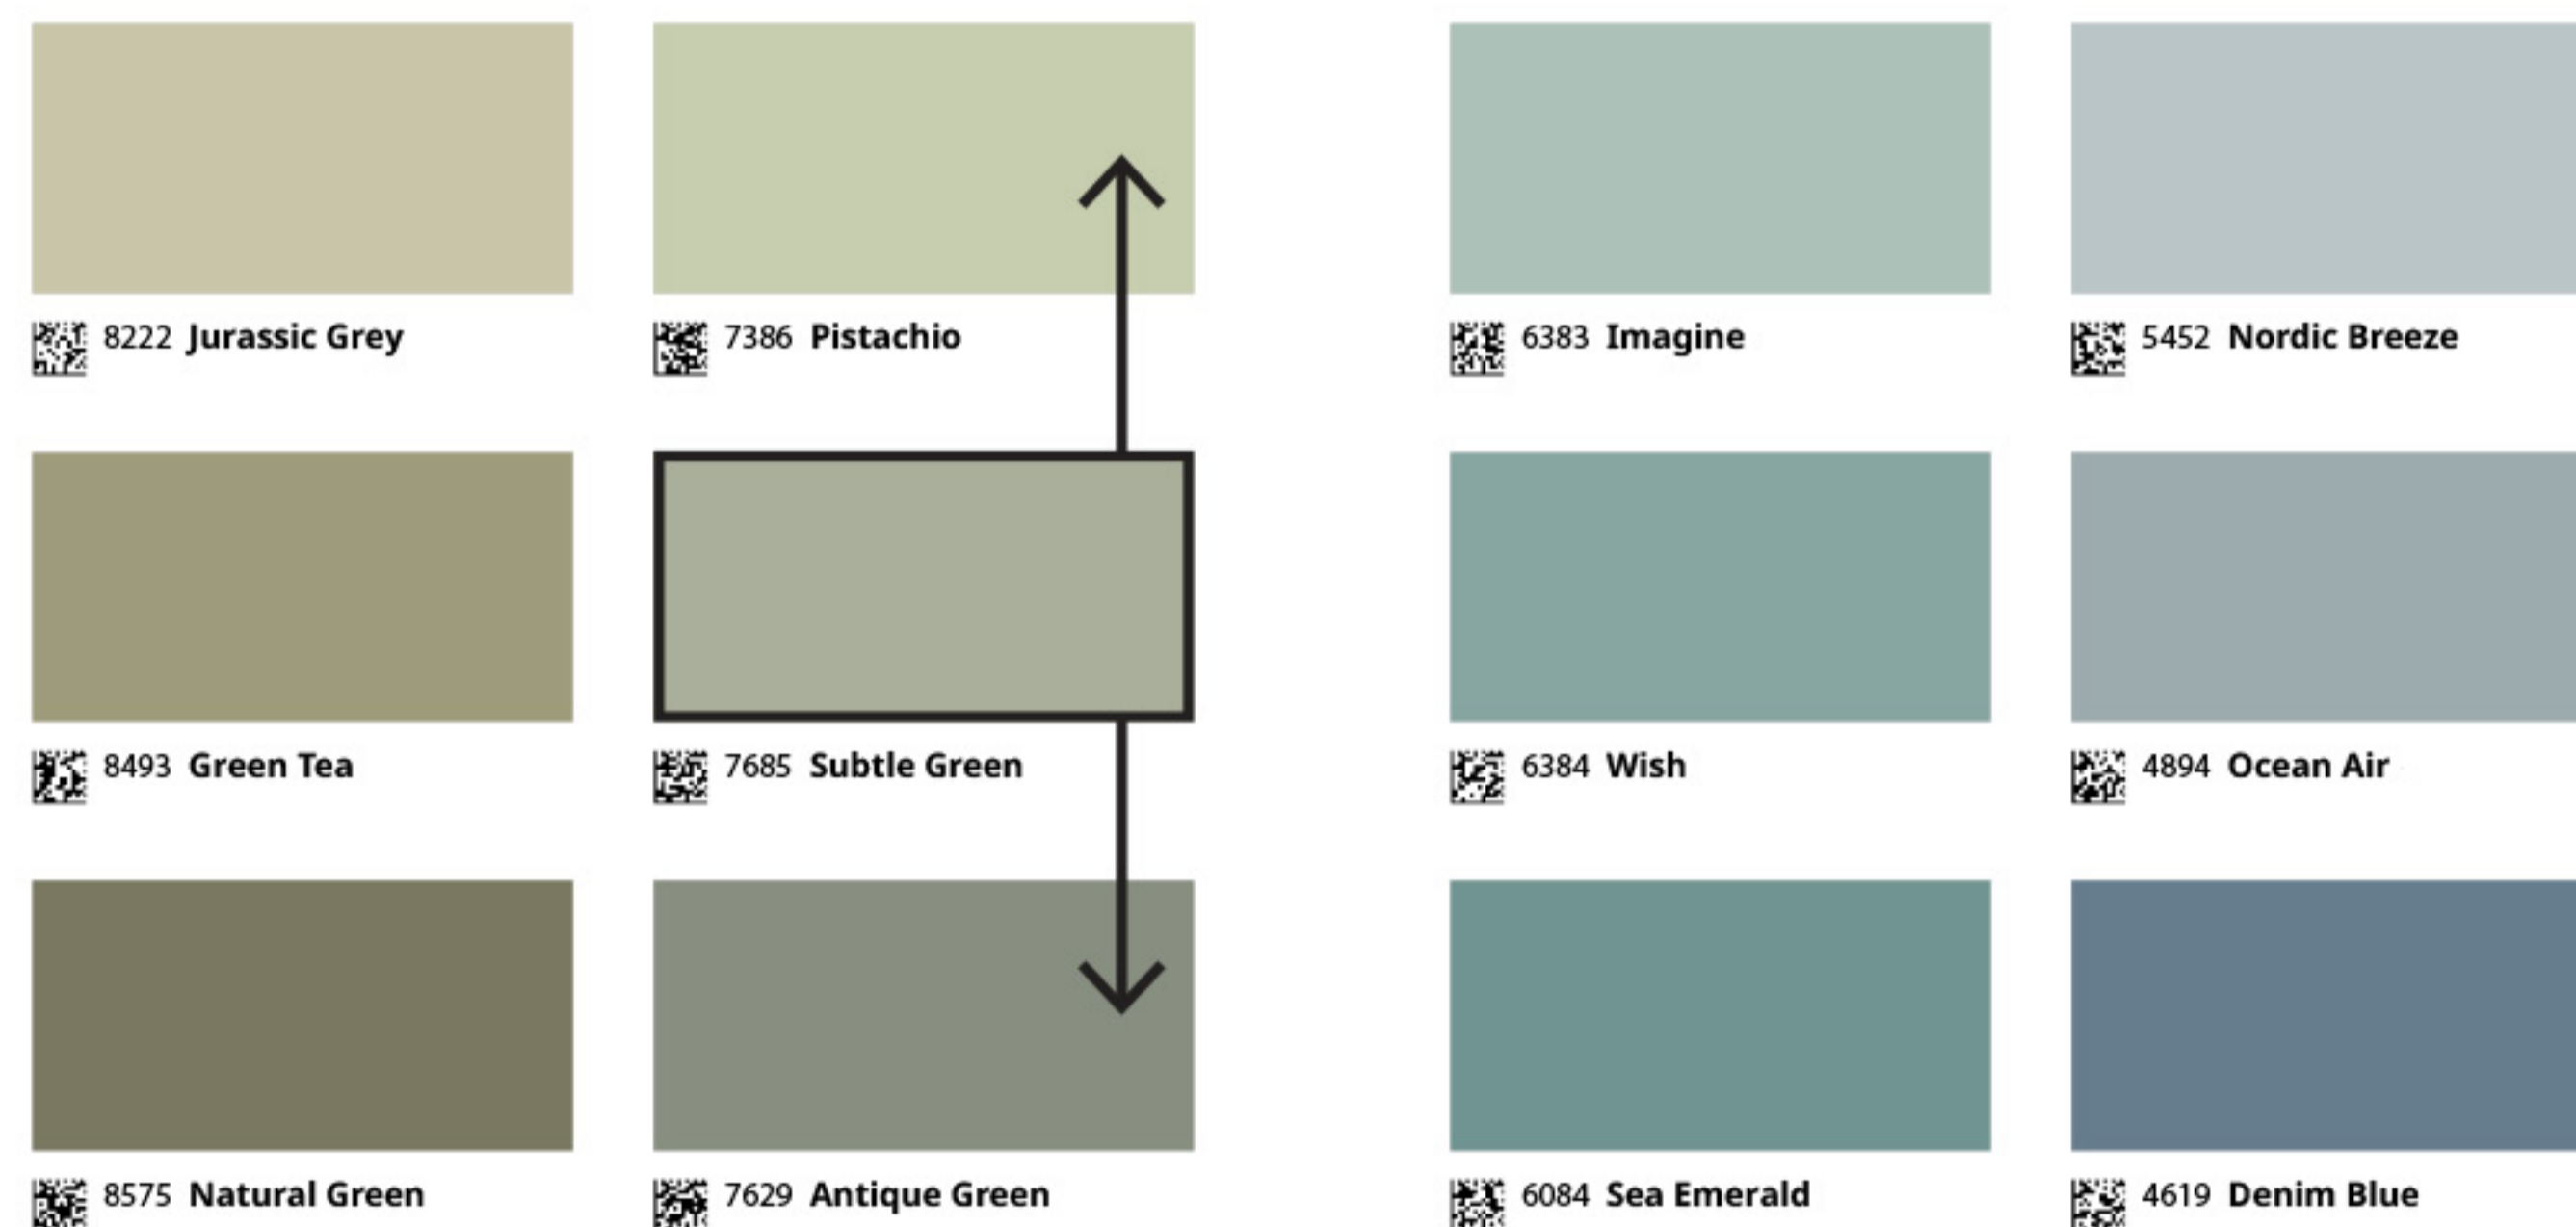 8222 Jurassic Grey
7386 Pistachio
6383 Imagine
5452 Nordic Breeze
8493 Green Tea
7685 Subtle Green
6384 Wish
4894 Ocean Air
8575 Natural Green
7629 Antique Green
6084 Sea Emerald
4619 Denim Blue